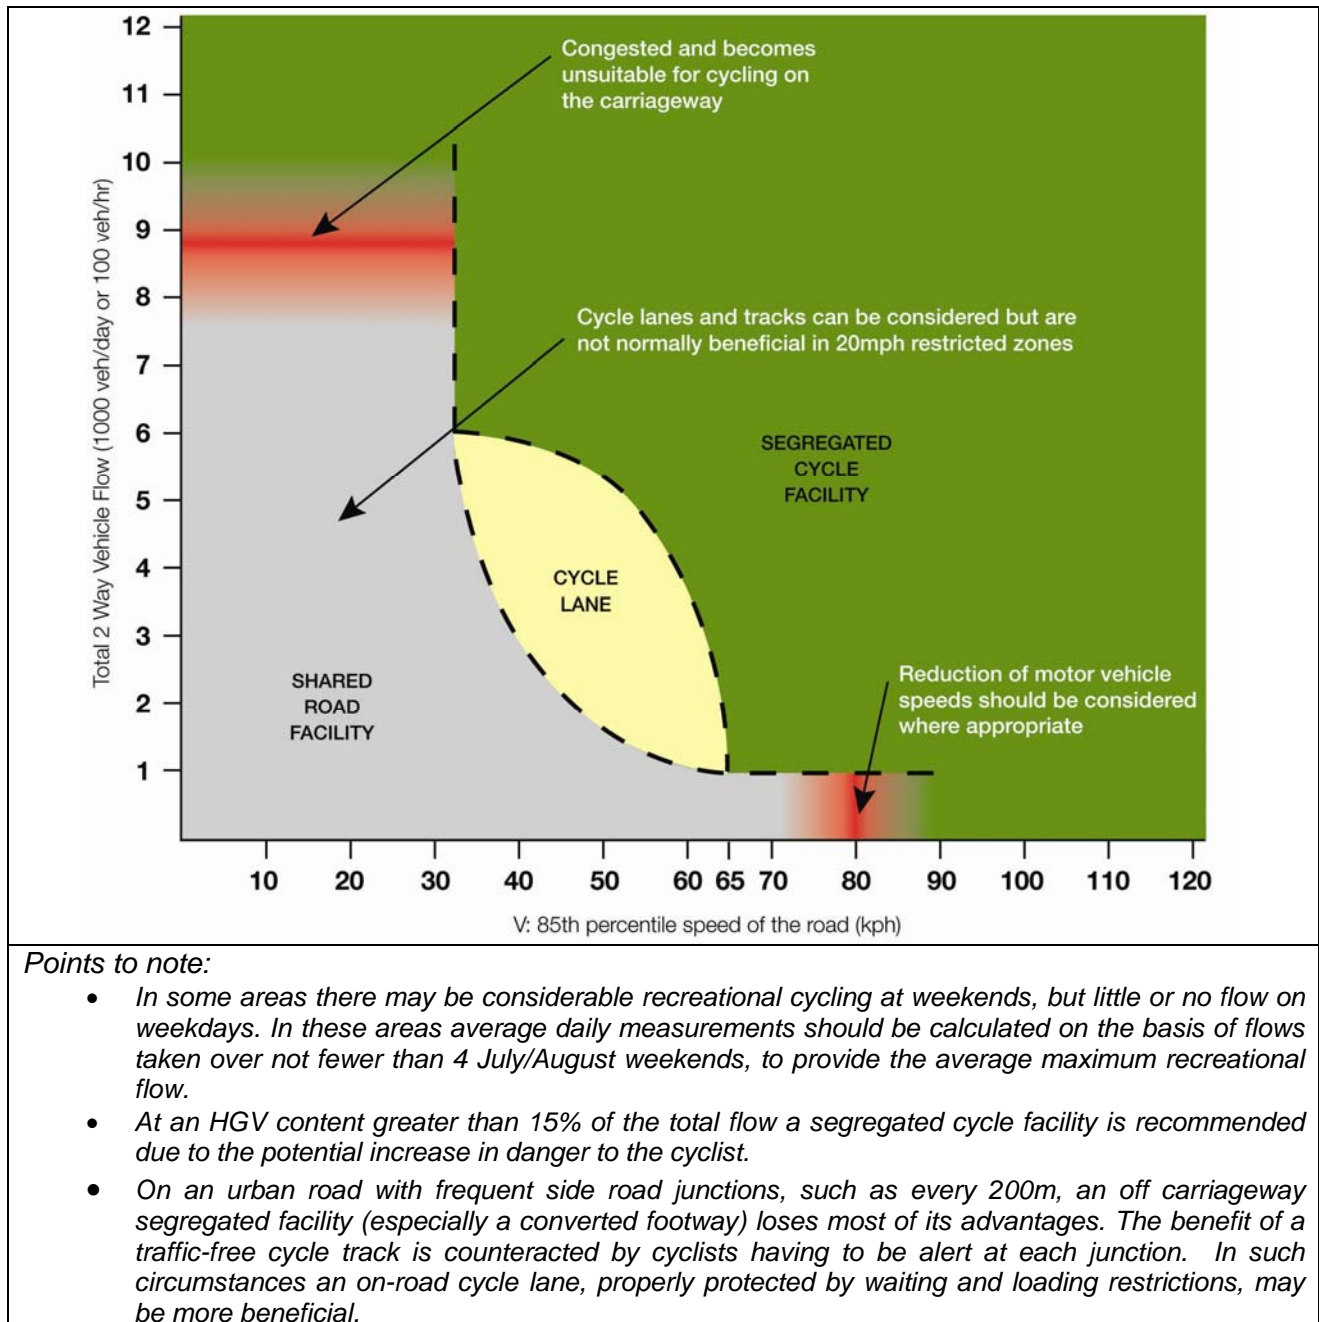 12
Congested and becomes
unsuitable for cycling on
the carriageway
11
10
9
8
Cycle lanes and tracks can be considered but are
not normally beneficial in 20mph restricted zones
7
6
SEGREGATED
CYCLE
FACILITY
5
4
CYCLE
LANE
3
Total 2 Way Vehicle Flow (1000 veh/day or 100 veh/hr)
SHARED
ROAD
FACILITY
Reduction of motor vehicle
speeds should be considered
where appropriate
2
1
10 20 30 40 50 60 65 70 80 90 100 110 120
V: 85th percentile speed of the road (kph)
Points to note:
• In some areas there may be considerable recreational cycling at weekends, but little or no flow on
weekdays. In these areas average daily measurements should be calculated on the basis of flows
taken over not fewer than 4 July/August weekends, to provide the average maximum recreational
flow.
• At an HGV content greater than 15% of the total flow a segregated cycle facility is recommended
due to the potential increase in danger to the cyclist.
• On an urban road with frequent side road junctions, such as every 200m, an off carriageway
segregated facility (especially a converted footway) loses most of its advantages. The benefit of a
traffic-free cycle track is counteracted by cyclists having to be alert at each junction. In such
circumstances an on-road cycle lane, properly protected by waiting and loading restrictions, may
be more beneficial.